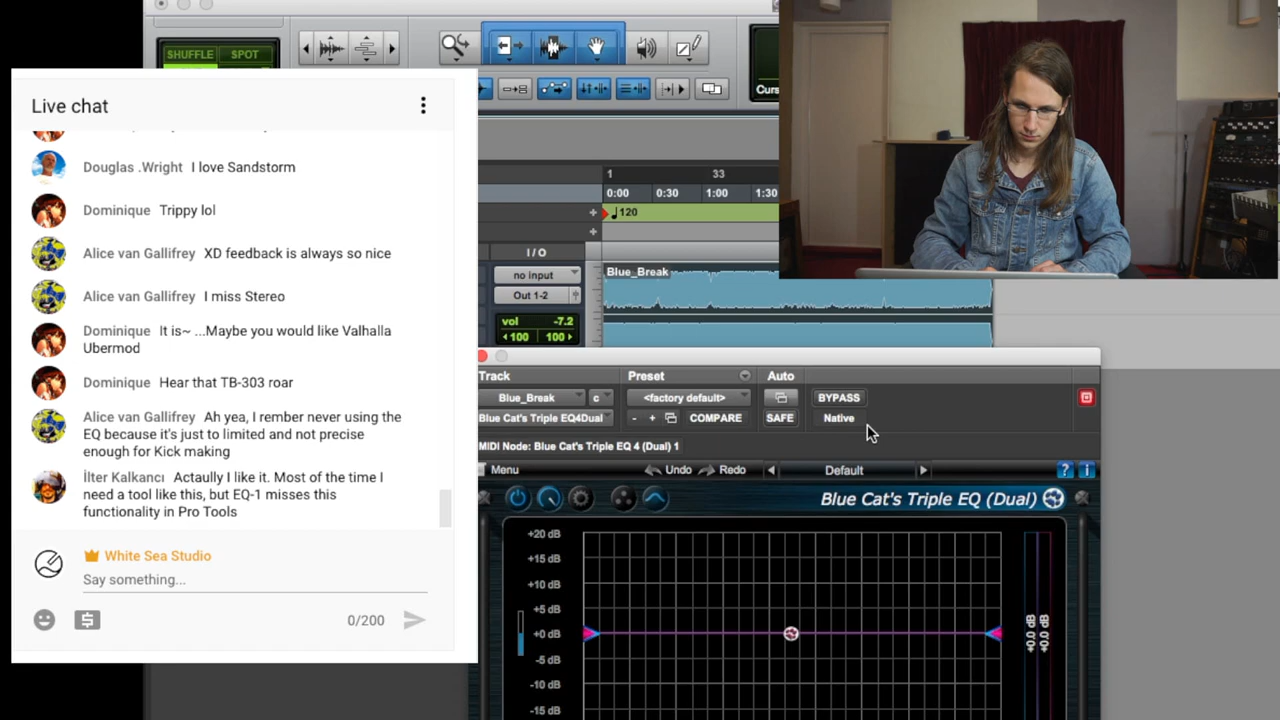 SHUFFLE SPOT
Curs
Live chat
Douglas .Wright I love Sandstorm
Dominique Trippy lol
Alice van Gallifrey XD feedback is always so nice
Alice van Gallifrey I miss Stereo
Dominique It is~ ...Maybe you would like Valhalla
Ubermod
Dominique Hear that TB-303 roar
Alice van Gallifrey Ah yea, I rember never using the
EQ because it's just to limited and not precise
enough for Kick making
İlter Kalkancı Actaully I like it. Most of the time I
need a tool like this, but EQ-1 misses this
functionality in Pro Tools
White Sea Studio
Say something...
0/200
1 33
0:00 0:30 1:00 1:30
120
I/O
no input
Out 1-2
vol -7.2
100 100
Blue_Break
Track Preset Auto
Blue_Break c <factory default> BYPASS
Blue Cat's Triple EQ4Dual - + COMPARE SAFE Native
MIDI Node: Blue Cat's Triple EQ 4 (Dual) 1
Menu Undo Redo Default ? i
Blue Cat's Triple EQ (Dual)
+20 dB
+15 dB
+10 dB
+5 dB
+0 dB
-5 dB
-10 dB
-15 dB
+0.0 dB
+0.0 dB